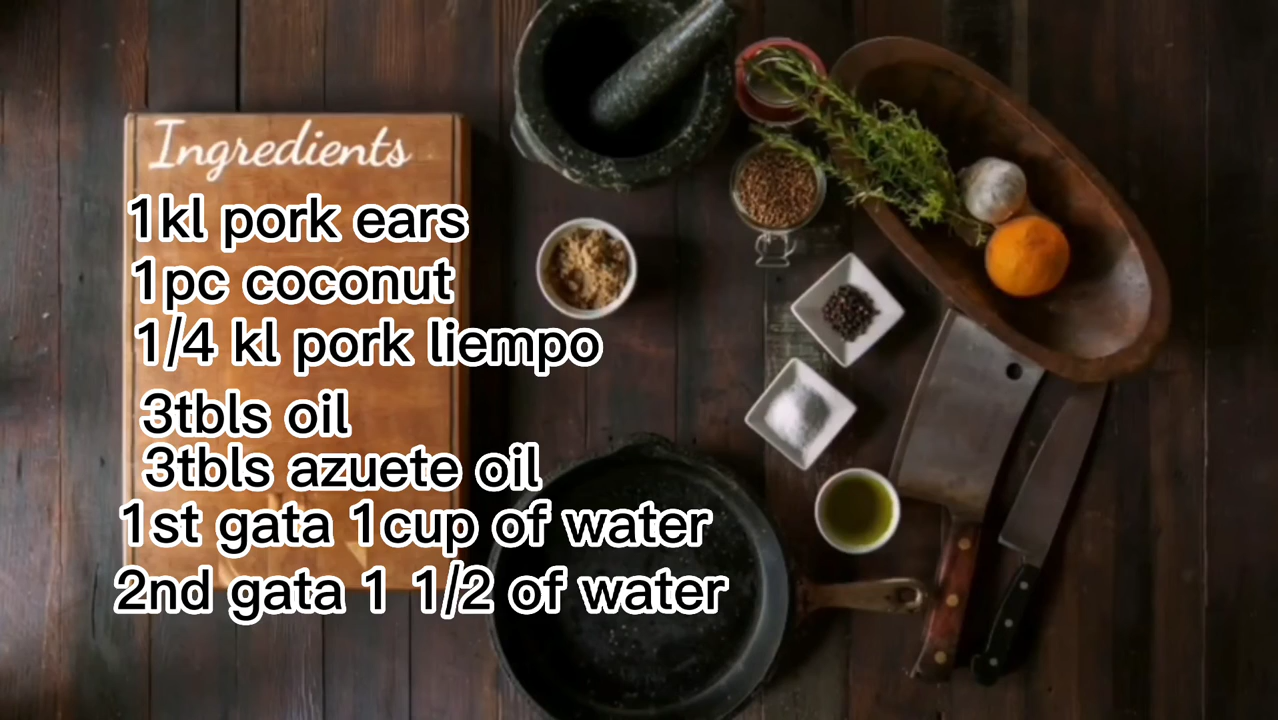 Ingredients
1kl pork ears
1pc coconut
1/4 kl pork liempo
3tbls oil
3tbls azuete oil
1st gata 1cup of water
2nd gata 1 1/2 of water